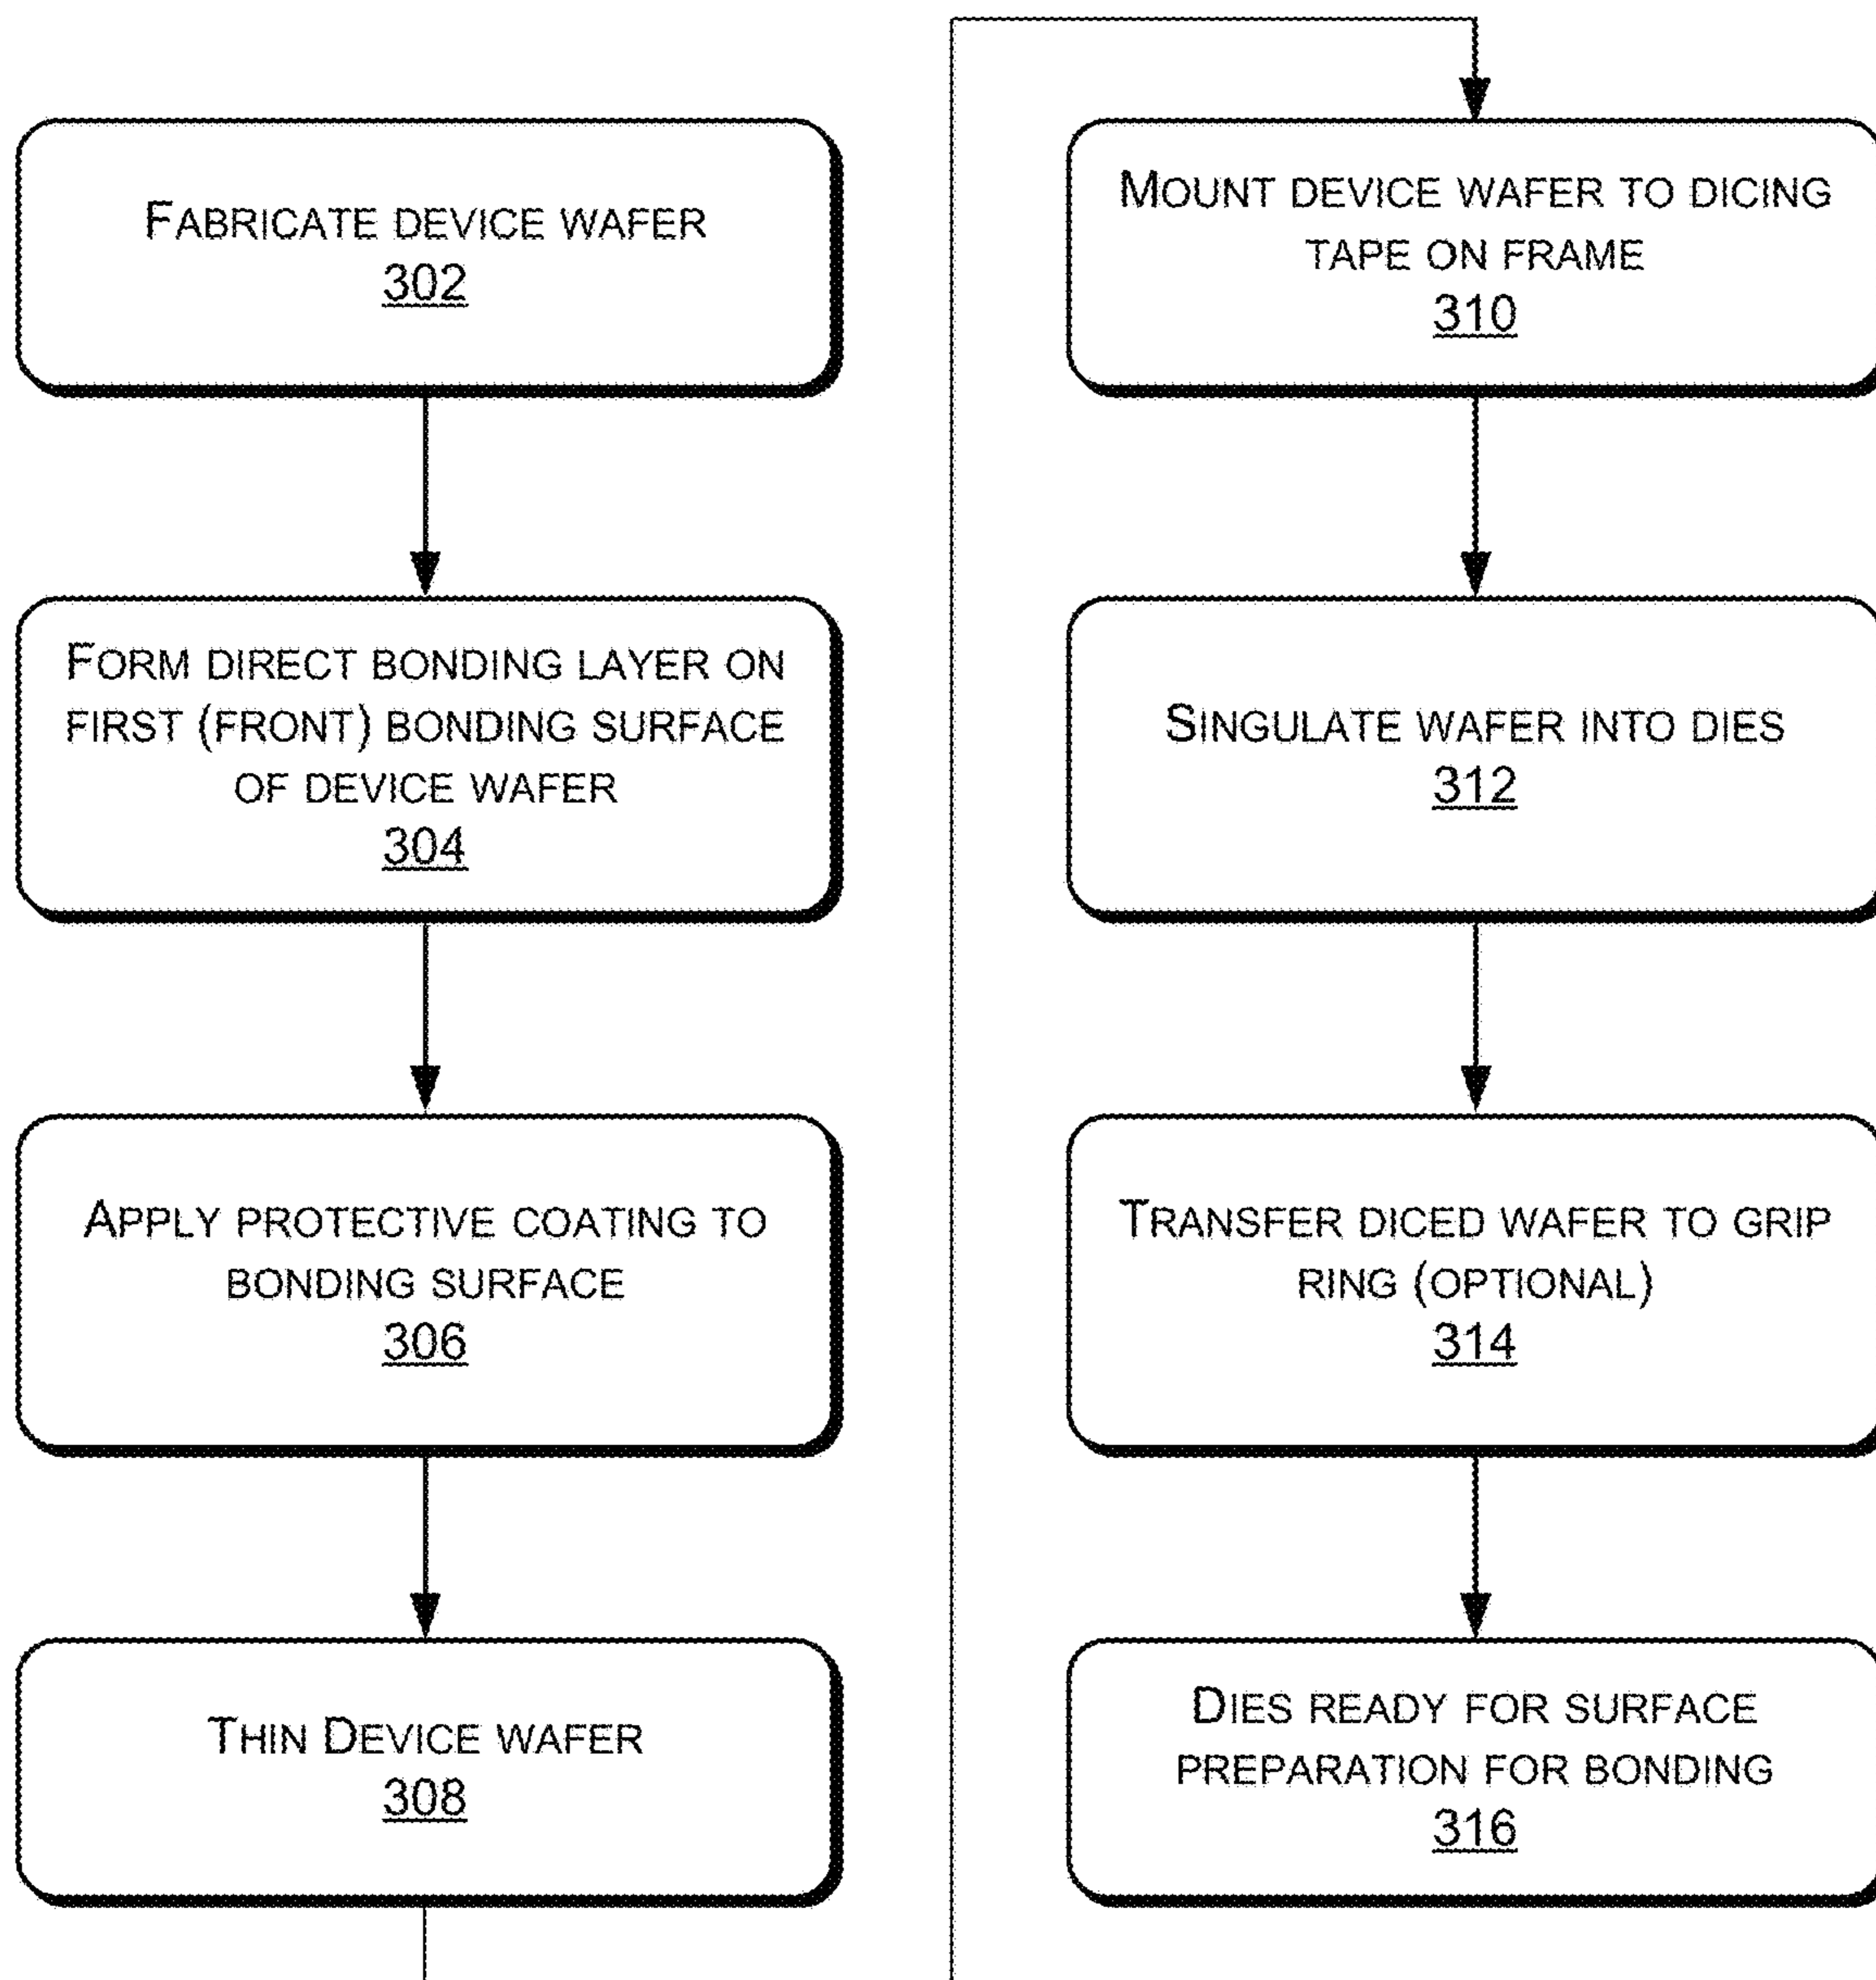 FABRICATE DEVICE WAFER
302
FORM DIRECT BONDING LAYER ON
FIRST (FRONT) BONDING SURFACE
OF DEVICE WAFER
304
APPLY PROTECTIVE COATING TO
BONDING SURFACE
306
THIN DEVICE WAFER
308
MOUNT DEVICE WAFER TO DICING
TAPE ON FRAME
310
SINGULATE WAFER INTO DIES
312
TRANSFER DICED WAFER TO GRIP
RING (OPTIONAL)
314
DIES READY FOR SURFACE
PREPARATION FOR BONDING
316